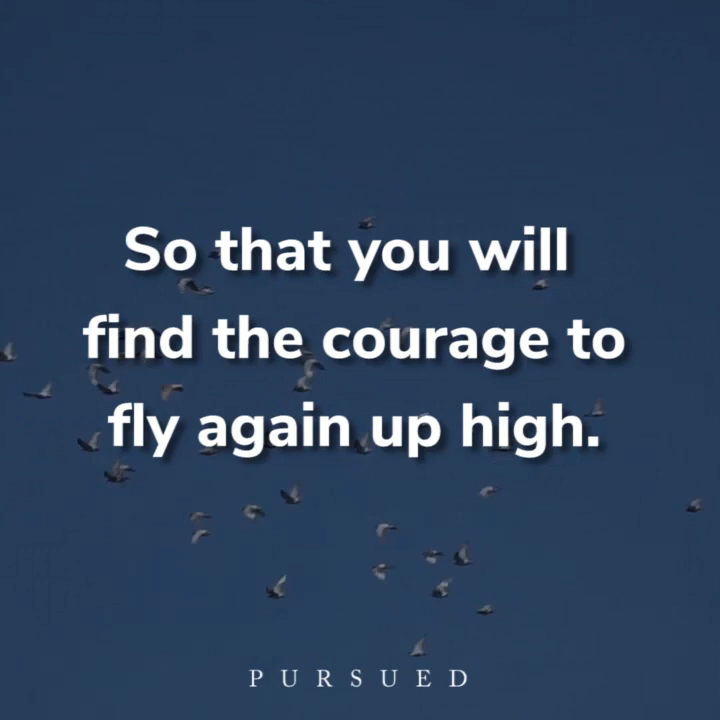 So that you will
find the courage to
fly again up high.
PURSUED